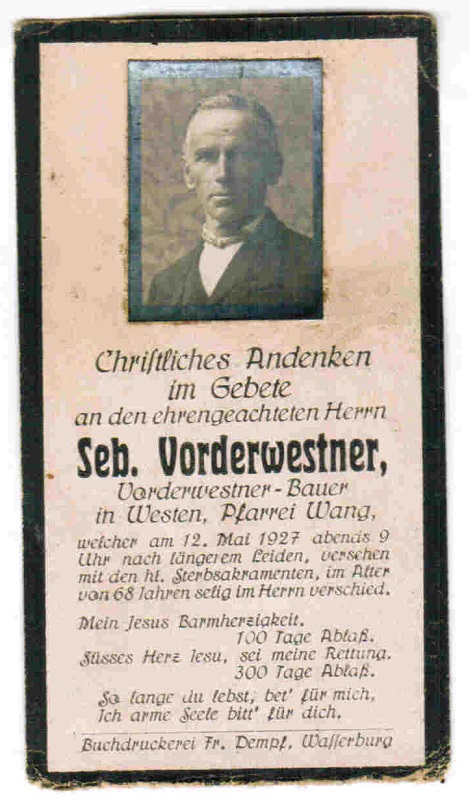 Christliches Andenken
im Gebete
an den ehrengeachteten Herrn
Seb. Vorderwestner,
Vorderwestner-Bauer
in Westen, Pfarrei Wang,
welcher am 12. Mai 1927 abends 9
Uhr nach längerem Leiden, versehen
mit den hl. Sterbsakramenten, im Alter
von 68 Jahren selig im Herrn verschied.
Mein Jesus Barmherzigkeit.
100 Tage Ablaß.
Süsses Herz Jesu, sei meine Rettung.
300 Tage Ablaß.
So lange du lebst, bet' für mich,
Ich arme Seele bitt' für dich.
Buchdruckerei Fr. Dempf, Wasserburg